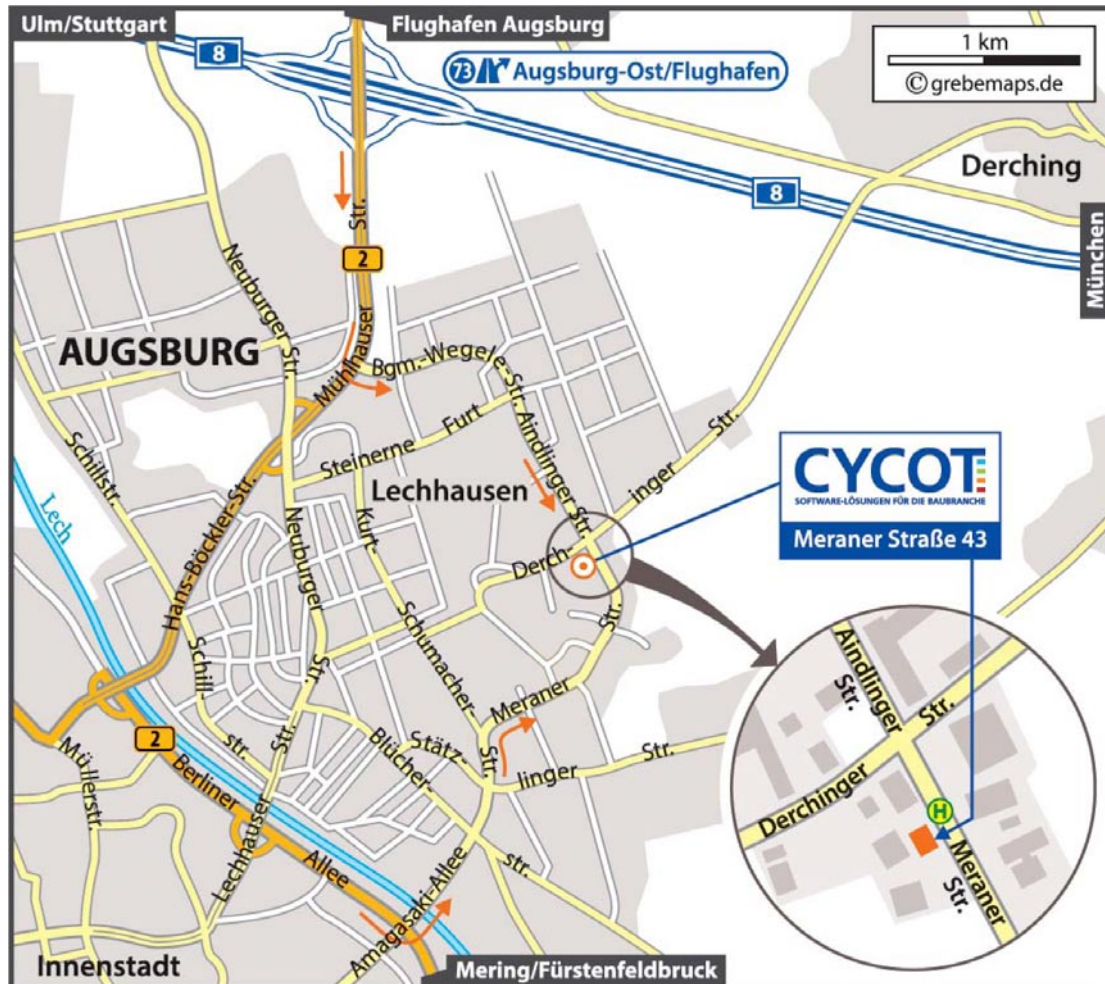 Ulm/Stuttgart
Flughafen Augsburg
8
73 Augsburg-Ost/Flughafen
1 km
© grebemaps.de
Derching
8
München
Str.
2
Neuburger Str.
AUGSBURG
Mühlhauser
Bgm.-Wegele-Str.
Aindlinger Str.
Steinerne Furt
Schillstr.
Lechhausen
inger Str.
CYCOT
SOFTWARE-LÖSUNGEN FÜR DIE BAUBRANCHE
Meraner Straße 43
Lech
Hans-Böckler-Str.
Neuburger Str.
Kurt-
Schumacher-
Str.
Derch-
Str.
Meraner
Schill-
str.
Aindlinger
Str.
Derchinger Str.
H
Meraner
Str.
2
Müllerstr.
Berliner Allee
Lechhauser Str.
Blücher-
str.
Stätz-
linger Str.
Amagasaki-Allee
Innenstadt
Mering/Fürstenfeldbruck